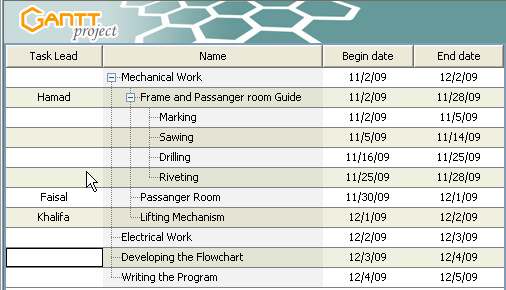 GANTT
project
Task Lead Name Begin date End date
Mechanical Work 11/2/09 12/2/09
Hamad Frame and Passanger room Guide 11/2/09 11/28/09
Marking 11/2/09 11/5/09
Sawing 11/5/09 11/14/09
Drilling 11/16/09 11/25/09
Riveting 11/25/09 11/28/09
Faisal Passanger Room 11/30/09 12/1/09
Khalifa Lifting Mechanism 12/1/09 12/2/09
Electrical Work 12/2/09 12/3/09
Developing the Flowchart 12/3/09 12/4/09
Writing the Program 12/4/09 12/5/09